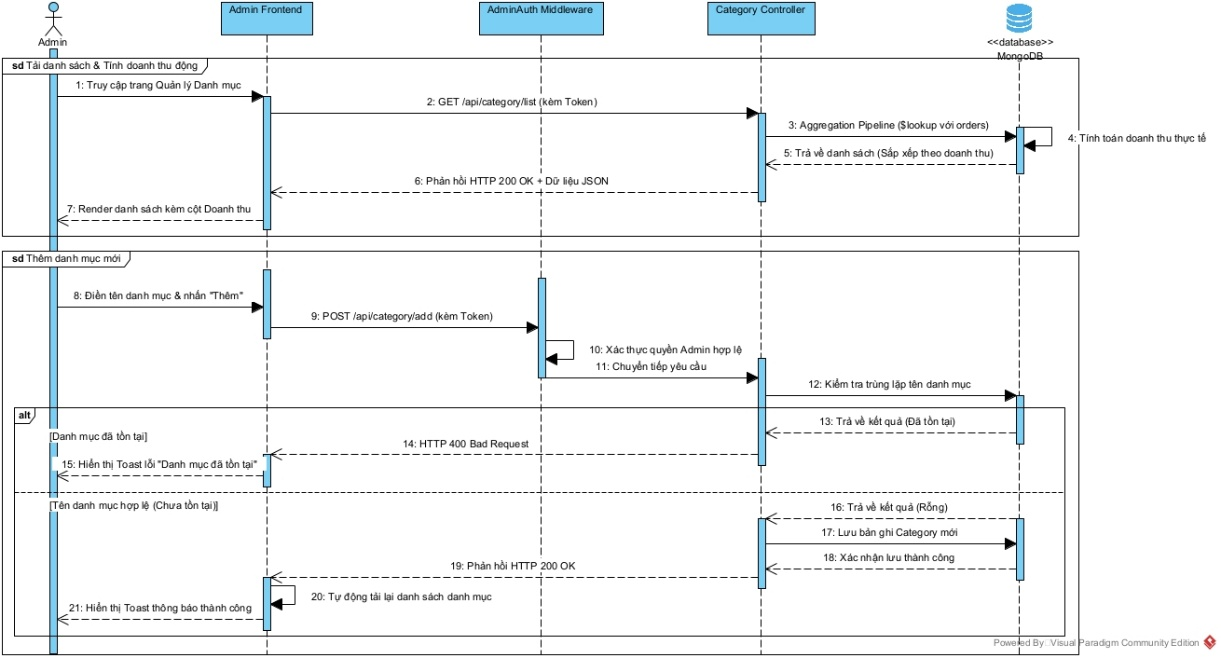 Admin Frontend
AdminAuth Middleware
Category Controller
Admin
<<database>>
MongoDB
sd Tải danh sách & Tính doanh thu động
1: Truy cập trang Quản lý Danh mục
2: GET /api/category/list (kèm Token)
3: Aggregation Pipeline ($lookup với orders)
4: Tính toán doanh thu thực tế
5: Trả về danh sách (Sắp xếp theo doanh thu)
6: Phản hồi HTTP 200 OK + Dữ liệu JSON
7: Render danh sách kèm cột Doanh thu
sd Thêm danh mục mới
8: Điền tên danh mục & nhấn "Thêm"
9: POST /api/category/add (kèm Token)
10: Xác thực quyền Admin hợp lệ
11: Chuyển tiếp yêu cầu
12: Kiểm tra trùng lặp tên danh mục
alt
13: Trả về kết quả (Đã tồn tại)
[Danh mục đã tồn tại]
14: HTTP 400 Bad Request
15: Hiển thị Toast lỗi "Danh mục đã tồn tại"
[Tên danh mục hợp lệ (Chưa tồn tại)]
16: Trả về kết quả (Rỗng)
17: Lưu bản ghi Category mới
18: Xác nhận lưu thành công
19: Phản hồi HTTP 200 OK
20: Tự động tải lại danh sách danh mục
21: Hiển thị Toast thông báo thành công
Powered By Visual Paradigm Community Edition